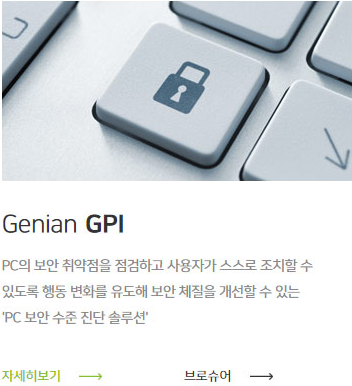 Genian GPI
PC의 보안 취약점을 점검하고 사용자가 스스로 조치할 수
있도록 행동 변화를 유도해 보안 체질을 개선할 수 있는
'PC 보안 수준 진단 솔루션'
자세히보기 브로슈어